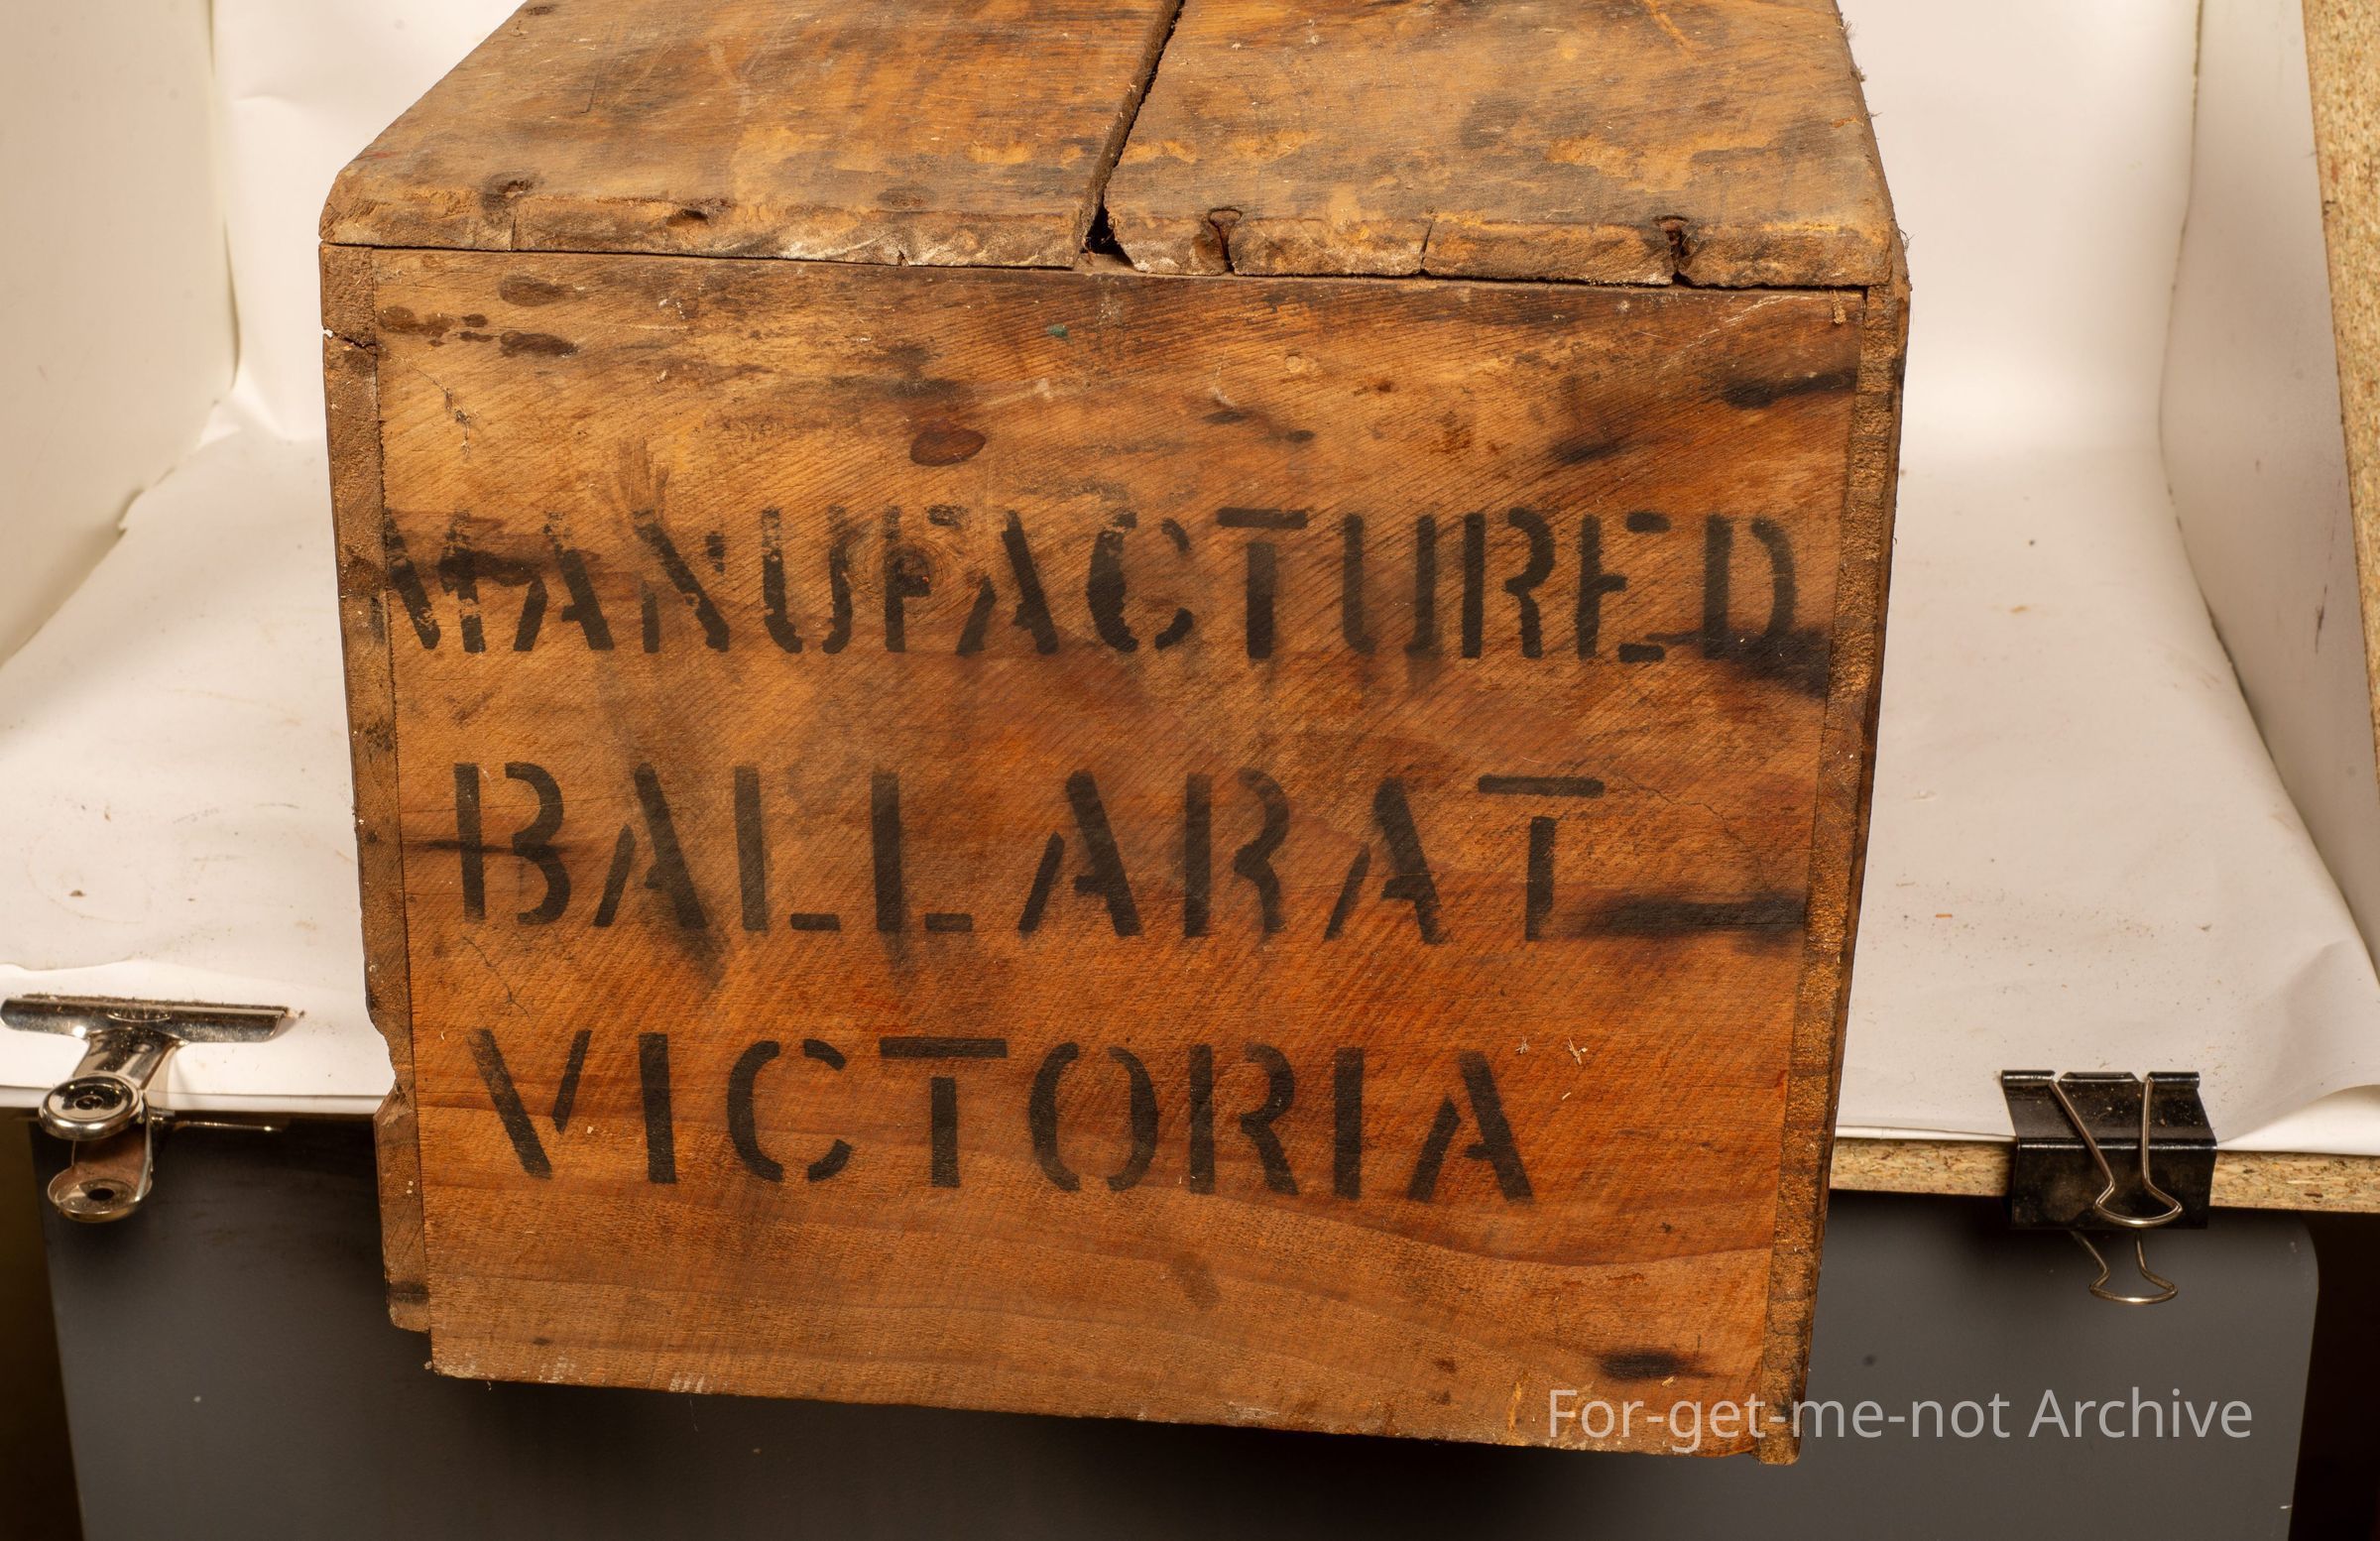 MANUFACTURED
BALLARAT
VICTORIA
For-get-me-not Archive